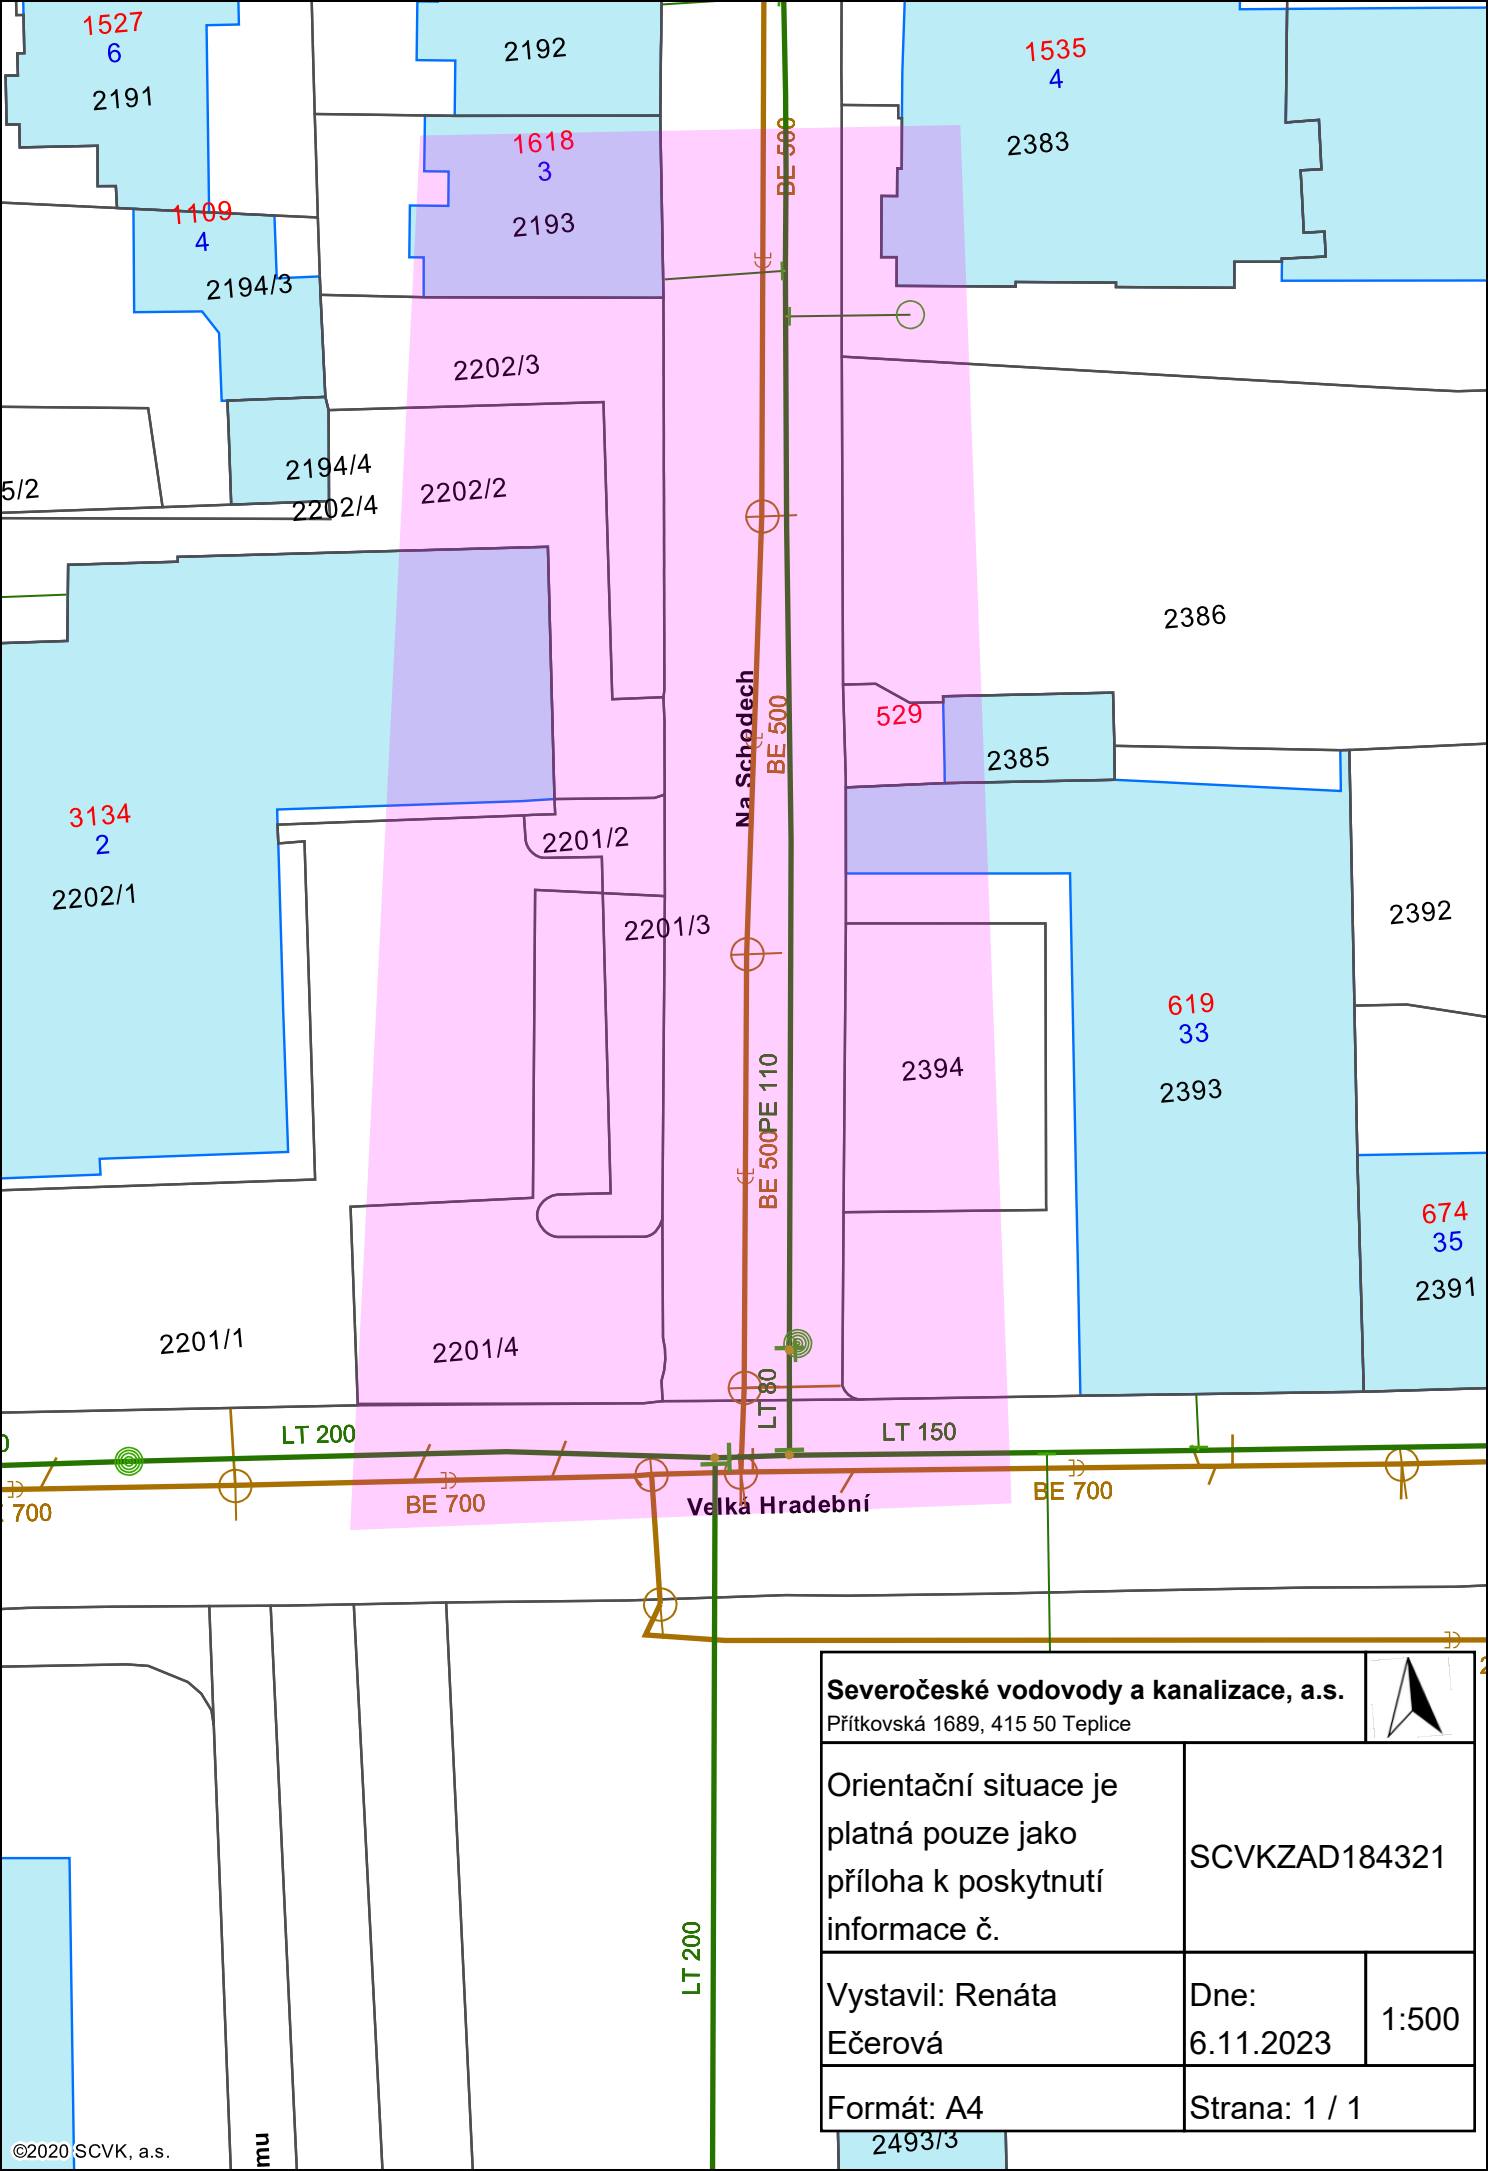 1527
6
2191
2192
1535
4
2383
1618
3
2193
BE 500
1109
4
2194/3
2202/3
2194/4
2202/4
5/2
2202/2
2386
Na Schodech
BE 500
529
2385
3134
2
2202/1
2201/2
2201/3
2392
619
33
2393
2394
PE 110
BE 500
674
35
2391
2201/1
2201/4
LT 80
LT 200
LT 150
700
BE 700
Velká Hradební
BE 700
LT 200
Severočeské vodovody a kanalizace, a.s.
Přítkovská 1689, 415 50 Teplice
Orientační situace je
platná pouze jako
příloha k poskytnutí
informace č.
SCVKZAD184321
Vystavil: Renáta
Ečerová
Dne:
6.11.2023
1:500
Formát: A4
Strana: 1 / 1
2493/3
mu
©2020 SCVK, a.s.